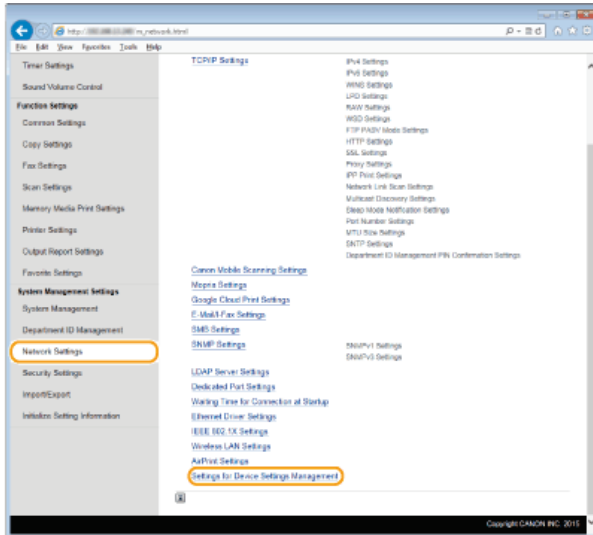 http://
m_network.html
File Edit View Favorites Tools Help
Timer Settings
Sound Volume Control
Function Settings
Common Settings
Copy Settings
Fax Settings
Scan Settings
Memory Media Print Settings
Printer Settings
Output Report Settings
Favorite Settings
System Management Settings
System Management
Department ID Management
Network Settings
Security Settings
Import/Export
Initialize Setting Information
TCP/IP Settings
IPv4 Settings
IPv6 Settings
WINS Settings
LPD Settings
RAW Settings
WSD Settings
FTP PASV Mode Settings
HTTP Settings
SSL Settings
Proxy Settings
IPP Print Settings
Network Link Scan Settings
Multicast Discovery Settings
Sleep Mode Notification Settings
Port Number Settings
MTU Size Settings
SNTP Settings
Department ID Management PIN Confirmation Settings
Canon Mobile Scanning Settings
Mopria Settings
Google Cloud Print Settings
E-Mail/I-Fax Settings
SMB Settings
SNMP Settings
SNMPv1 Settings
SNMPv3 Settings
LDAP Server Settings
Dedicated Port Settings
Waiting Time for Connection at Startup
Ethernet Driver Settings
IEEE 802.1X Settings
Wireless LAN Settings
AirPrint Settings
Settings for Device Settings Management
Copyright CANON INC. 2015